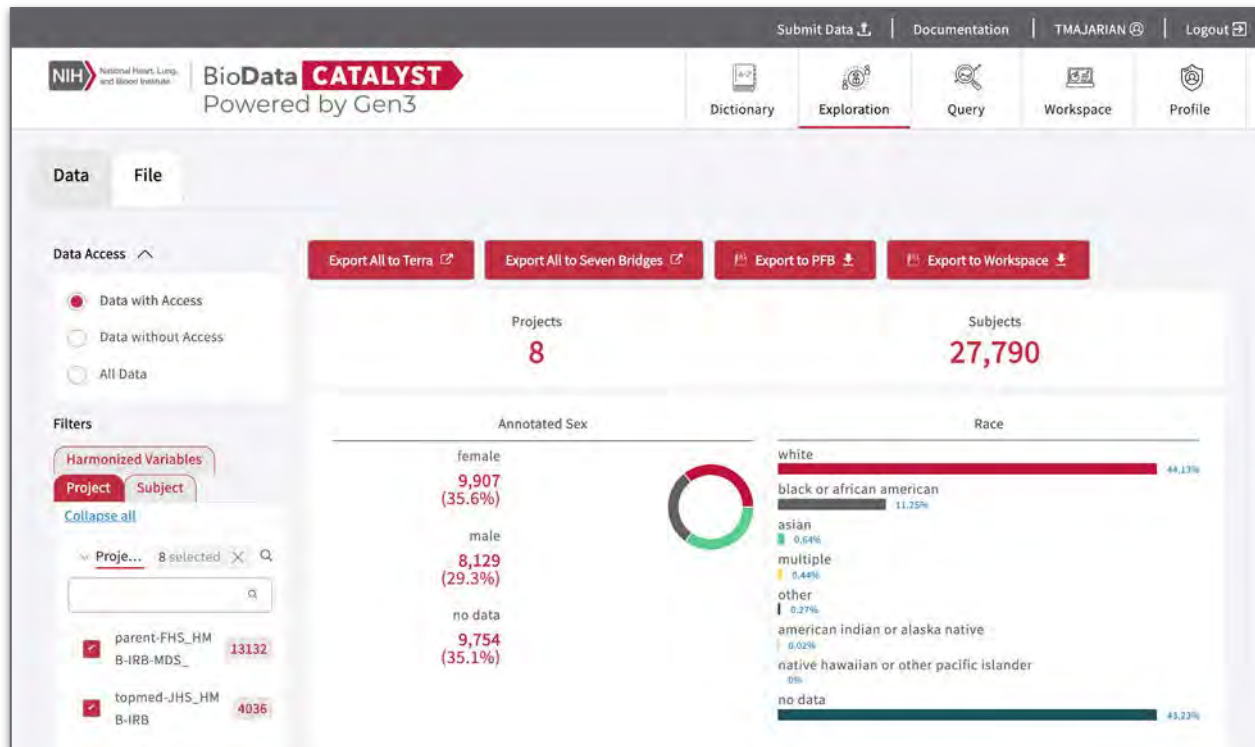 Submit Data
Documentation
TMAJARIAN
Logout
NIH
National Heart, Lung,
and Blood Institute
BioData CATALYST
Powered by Gen3
Dictionary
Exploration
Query
Workspace
Profile
Data
File
Data Access
Data with Access
Data without Access
All Data
Filters
Harmonized Variables
Project
Subject
Collapse all
Proje...
8 selected
parent-FHS_HM
B-IRB-MDS_
13132
topmed-JHS_HM
B-IRB
4036
Export All to Terra
Export All to Seven Bridges
Export to PFB
Export to Workspace
Projects
8
Subjects
27,790
Annotated Sex
female
9,907
(35.6%)
male
8,129
(29.3%)
no data
9,754
(35.1%)
Race
white
44.13%
black or african american
11.25%
asian
0.64%
multiple
0.44%
other
0.27%
american indian or alaska native
0.02%
native hawaiian or other pacific islander
0%
no data
43.23%